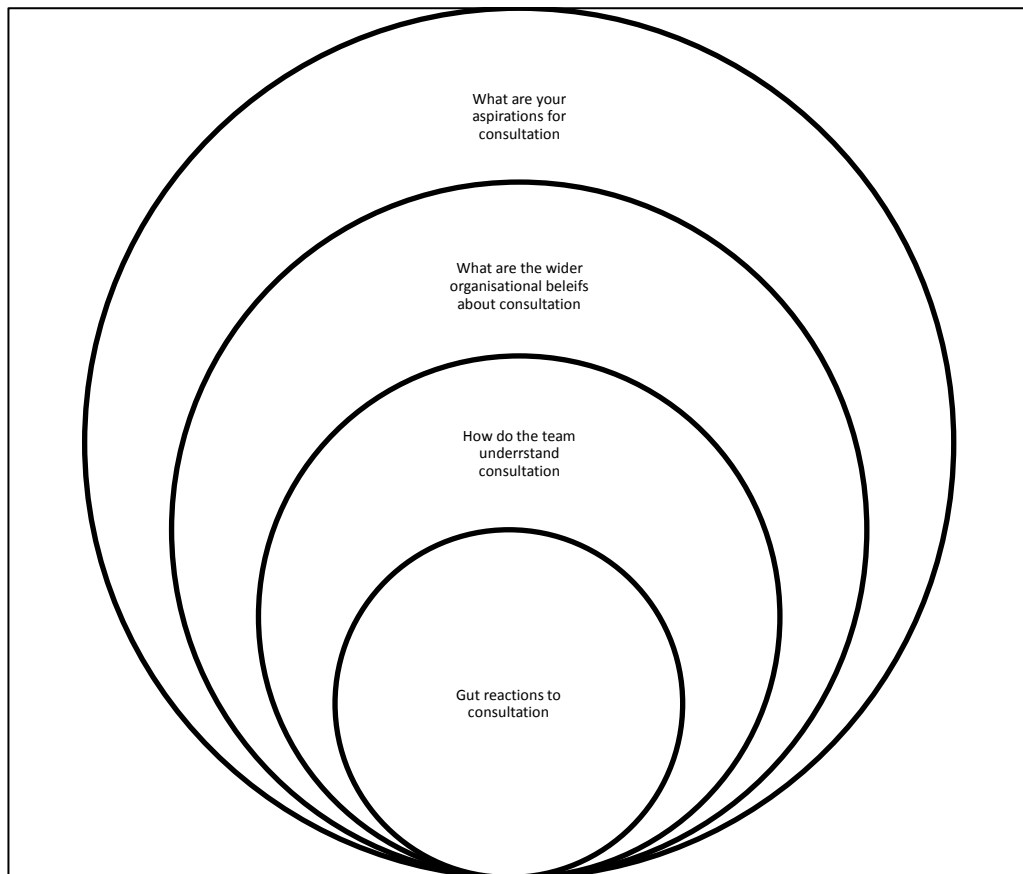 What are your
aspirations for
consultation
What are the wider
organisational beleifs
about consultation
How do the team
underrstand
consultation
Gut reactions to
consultation